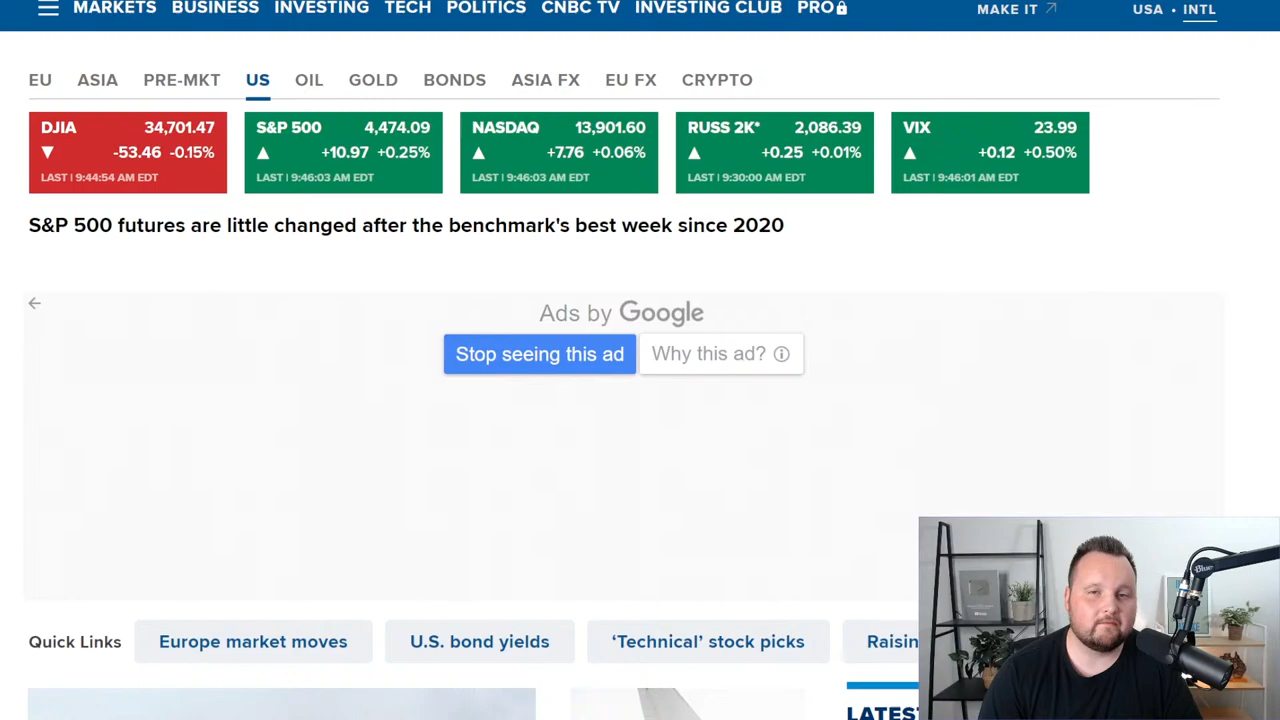 MARKETS BUSINESS INVESTING TECH POLITICS CNBC TV INVESTING CLUB PRO MAKE IT USA • INTL
EU ASIA PRE-MKT US OIL GOLD BONDS ASIA FX EU FX CRYPTO
DJIA 34,701.47
-53.46 -0.15%
LAST | 9:44:54 AM EDT
S&P 500 4,474.09
+10.97 +0.25%
LAST | 9:46:03 AM EDT
NASDAQ 13,901.60
+7.76 +0.06%
LAST | 9:46:03 AM EDT
RUSS 2K* 2,086.39
+0.25 +0.01%
LAST | 9:30:00 AM EDT
VIX 23.99
+0.12 +0.50%
LAST | 9:46:01 AM EDT
S&P 500 futures are little changed after the benchmark's best week since 2020
Ads by Google
Stop seeing this ad Why this ad?
Quick Links Europe market moves U.S. bond yields ‘Technical’ stock picks Raisin
Blue
LATEST